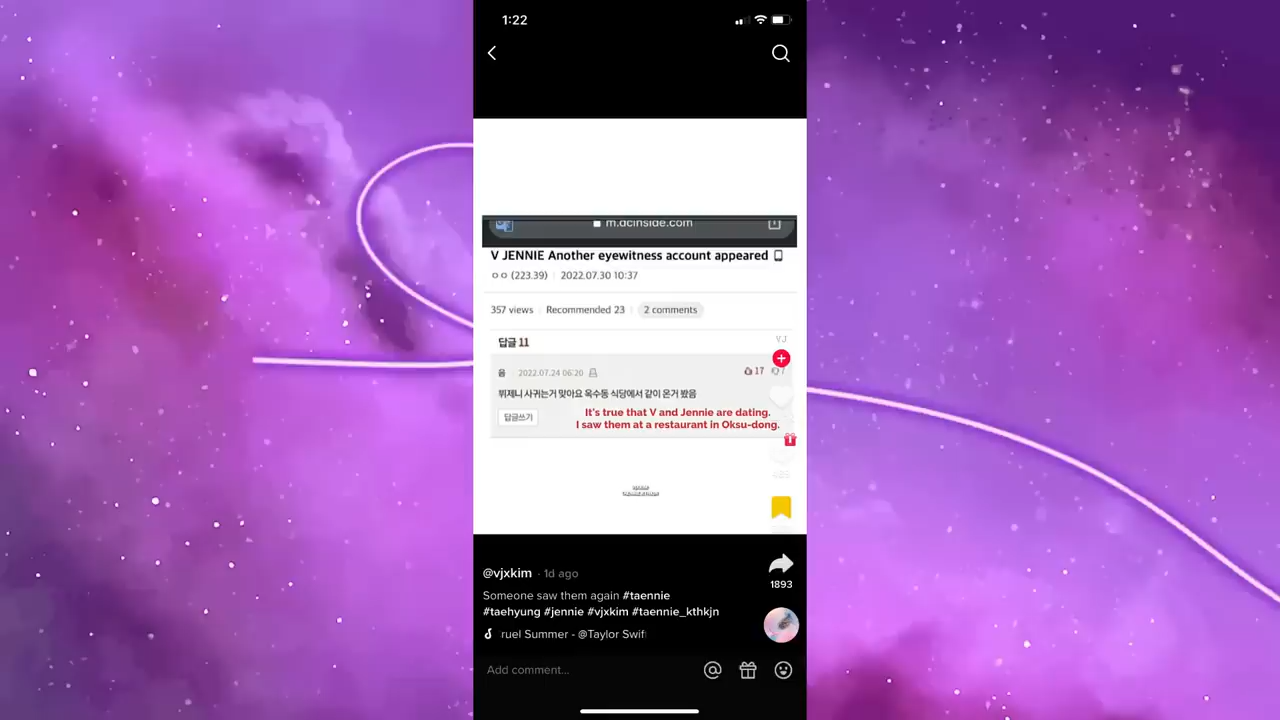 1:22
m.dcinside.com
V JENNIE Another eyewitness account appeared
ㅇㅇ (223.39) 2022.07.30 10:37
357 views Recommended 23 2 comments
답글 11
VJ
2022.07.24 06:20 17
뷔제니 사귀는거 맞아요 옥수동 식당에서 같이 온거 봤음
답글쓰기
It's true that V and Jennie are dating.
I saw them at a restaurant in Oksu-dong.
@vjxkim · 1d ago
1893
Someone saw them again #taennie
#taehyung #jennie #vjxkim #taennie_kthkjn
ruel Summer - @Taylor Swif
Add comment...